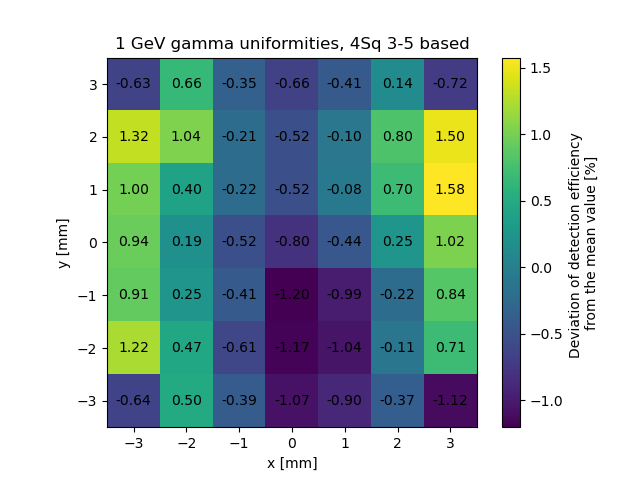 1 GeV gamma uniformities, 4Sq 3-5 based
3 -0.63 0.66 -0.35 -0.66 -0.41 0.14 -0.72
2 1.32 1.04 -0.21 -0.52 -0.10 0.80 1.50
1 1.00 0.40 -0.22 -0.52 -0.08 0.70 1.58
0 0.94 0.19 -0.52 -0.80 -0.44 0.25 1.02
−1 0.91 0.25 -0.41 -1.20 -0.99 -0.22 0.84
−2 1.22 0.47 -0.61 -1.17 -1.04 -0.11 0.71
−3 -0.64 0.50 -0.39 -1.07 -0.90 -0.37 -1.12
−3 −2 −1 0 1 2 3
x [mm]
y [mm]
1.5
1.0
0.5
0.0
−0.5
−1.0
Deviation of detection efficiency
from the mean value [%]